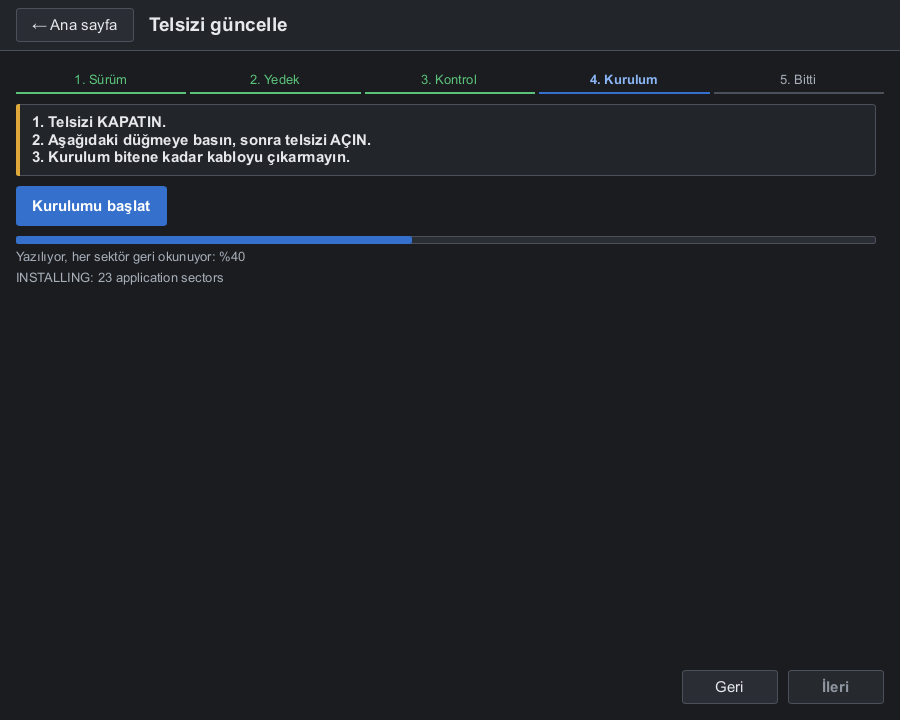 ← Ana sayfa
Telsizi güncelle
1. Sürüm
2. Yedek
3. Kontrol
4. Kurulum
5. Bitti
1. Telsizi KAPATIN.
2. Aşağıdaki düğmeye basın, sonra telsizi AÇIN.
3. Kurulum bitene kadar kabloyu çıkarmayın.
Kurulumu başlat
Yazılıyor, her sektör geri okunuyor: %40
INSTALLING: 23 application sectors
Geri
İleri